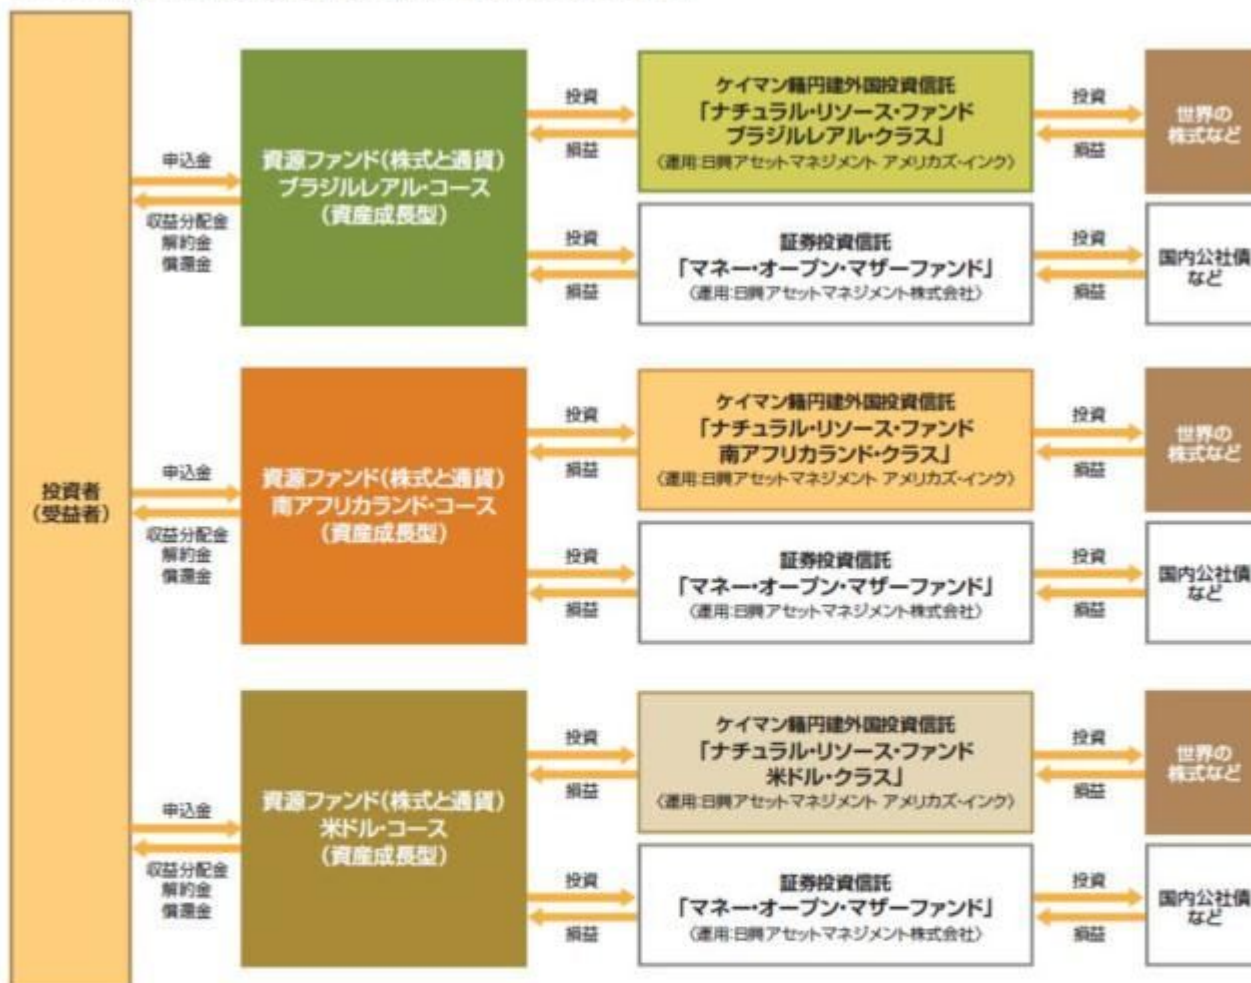 投資者
(受益者)
申込金
収益分配金
解約金
償還金
資源ファンド(株式と通貨)
ブラジルレアル・コース
(資産成長型)
投資
損益
ケイマン籍円建外国投資信託
「ナチュラル・リソース・ファンド
ブラジルレアル・クラス」
〈運用:日興アセットマネジメント アメリカズ・インク〉
投資
損益
世界の
株式など
投資
損益
証券投資信託
「マネー・オープン・マザーファンド」
〈運用:日興アセットマネジメント株式会社〉
投資
損益
国内公社債
など
申込金
収益分配金
解約金
償還金
資源ファンド(株式と通貨)
南アフリカランド・コース
(資産成長型)
投資
損益
ケイマン籍円建外国投資信託
「ナチュラル・リソース・ファンド
南アフリカランド・クラス」
〈運用:日興アセットマネジメント アメリカズ・インク〉
投資
損益
世界の
株式など
投資
損益
証券投資信託
「マネー・オープン・マザーファンド」
〈運用:日興アセットマネジメント株式会社〉
投資
損益
国内公社債
など
申込金
収益分配金
解約金
償還金
資源ファンド(株式と通貨)
米ドル・コース
(資産成長型)
投資
損益
ケイマン籍円建外国投資信託
「ナチュラル・リソース・ファンド
米ドル・クラス」
〈運用:日興アセットマネジメント アメリカズ・インク〉
投資
損益
世界の
株式など
投資
損益
証券投資信託
「マネー・オープン・マザーファンド」
〈運用:日興アセットマネジメント株式会社〉
投資
損益
国内公社債
など